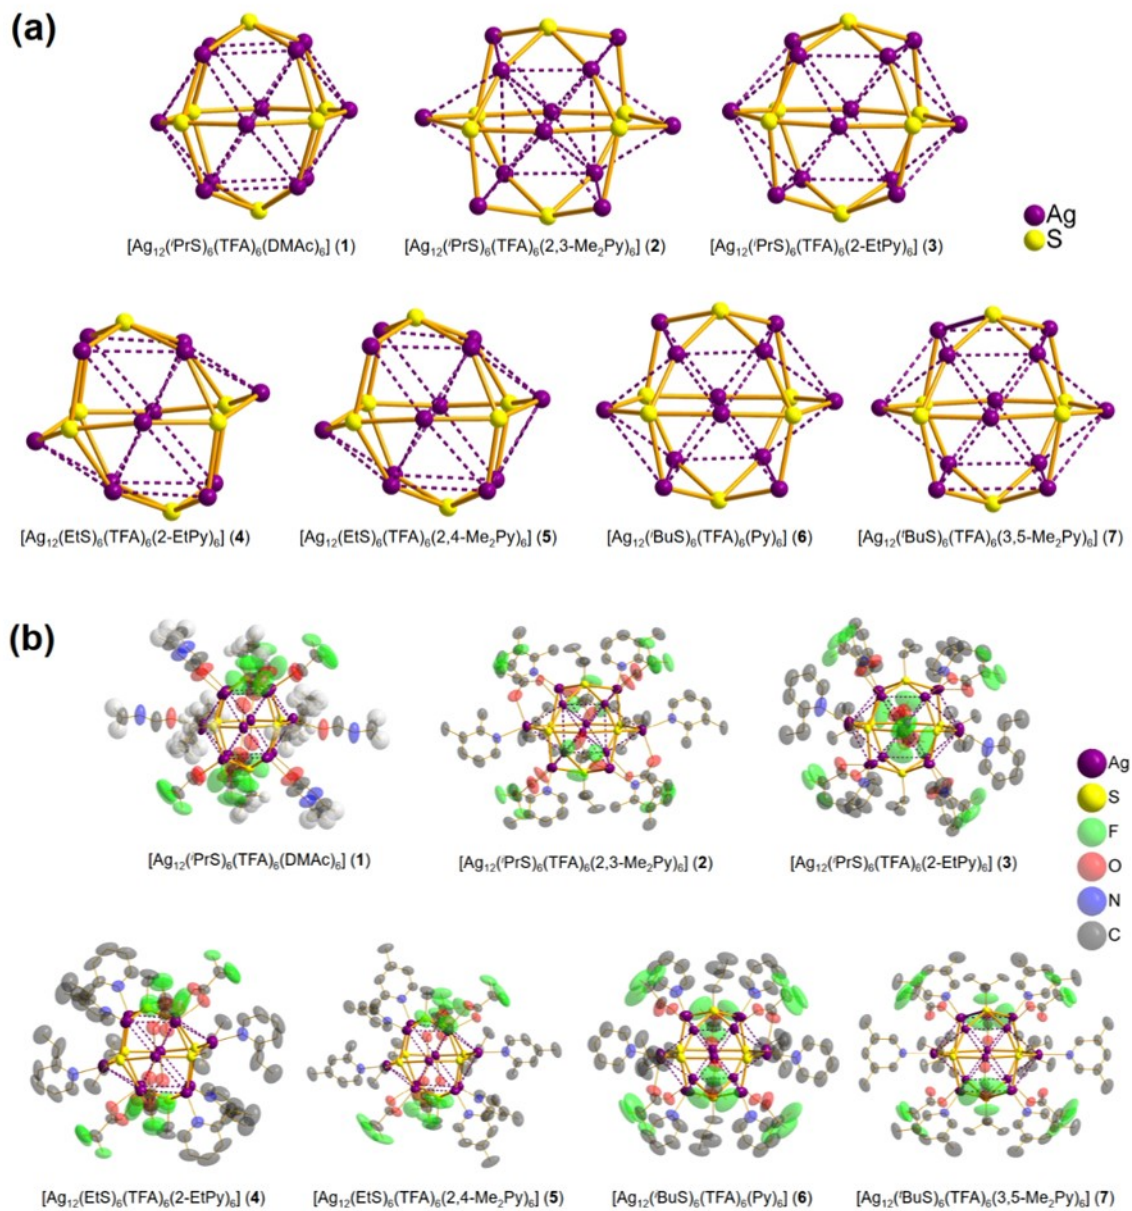 (a)
[Ag₁₂(ⁱPrS)₆(TFA)₆(DMAc)₆] (1)
[Ag₁₂(ⁱPrS)₆(TFA)₆(2,3-Me₂Py)₆] (2)
[Ag₁₂(ⁱPrS)₆(TFA)₆(2-EtPy)₆] (3)
Ag
S
[Ag₁₂(EtS)₆(TFA)₆(2-EtPy)₆] (4)
[Ag₁₂(EtS)₆(TFA)₆(2,4-Me₂Py)₆] (5)
[Ag₁₂(ᵗBuS)₆(TFA)₆(Py)₆] (6)
[Ag₁₂(ᵗBuS)₆(TFA)₆(3,5-Me₂Py)₆] (7)
(b)
[Ag₁₂(ⁱPrS)₆(TFA)₆(DMAc)₆] (1)
[Ag₁₂(ⁱPrS)₆(TFA)₆(2,3-Me₂Py)₆] (2)
[Ag₁₂(ⁱPrS)₆(TFA)₆(2-EtPy)₆] (3)
Ag
S
F
O
N
C
[Ag₁₂(EtS)₆(TFA)₆(2-EtPy)₆] (4)
[Ag₁₂(EtS)₆(TFA)₆(2,4-Me₂Py)₆] (5)
[Ag₁₂(ᵗBuS)₆(TFA)₆(Py)₆] (6)
[Ag₁₂(ᵗBuS)₆(TFA)₆(3,5-Me₂Py)₆] (7)